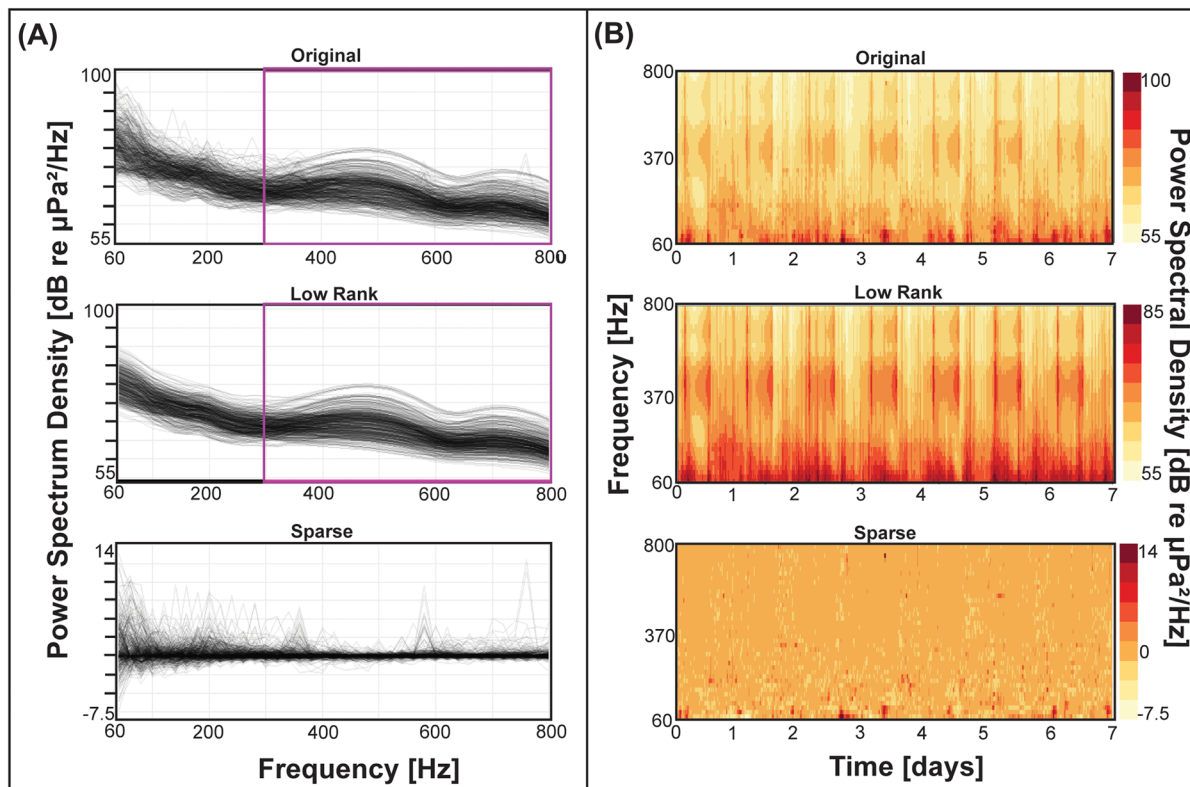 (A)
Original
100
55
60 200 400 600 800
Low Rank
100
55
60 200 400 600 800
Sparse
14
-7.5
60 200 400 600 800
Power Spectrum Density [dB re µPa²/Hz]
Frequency [Hz]
(B)
Original
800
370
60
0 1 2 3 4 5 6 7
100
55
Low Rank
800
370
60
0 1 2 3 4 5 6 7
85
55
Sparse
800
370
60
0 1 2 3 4 5 6 7
14
0
-7.5
Frequency [Hz]
Time [days]
Power Spectral Density [dB re µPa²/Hz]